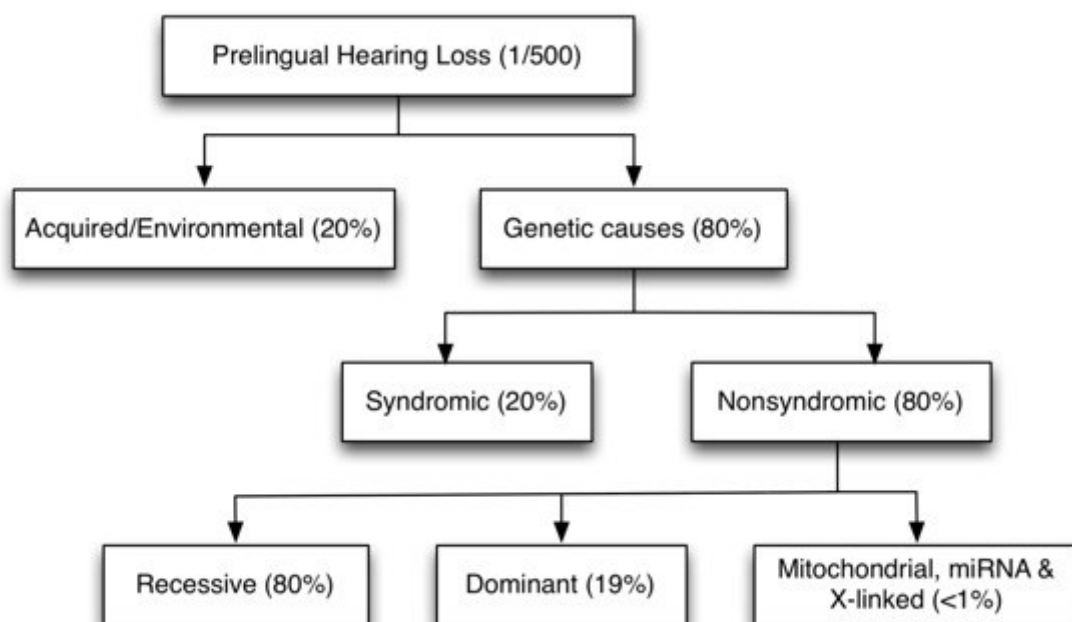 Prelingual Hearing Loss (1/500)
Acquired/Environmental (20%)
Genetic causes (80%)
Syndromic (20%)
Nonsyndromic (80%)
Recessive (80%)
Dominant (19%)
Mitochondrial, miRNA &
X-linked (<1%)